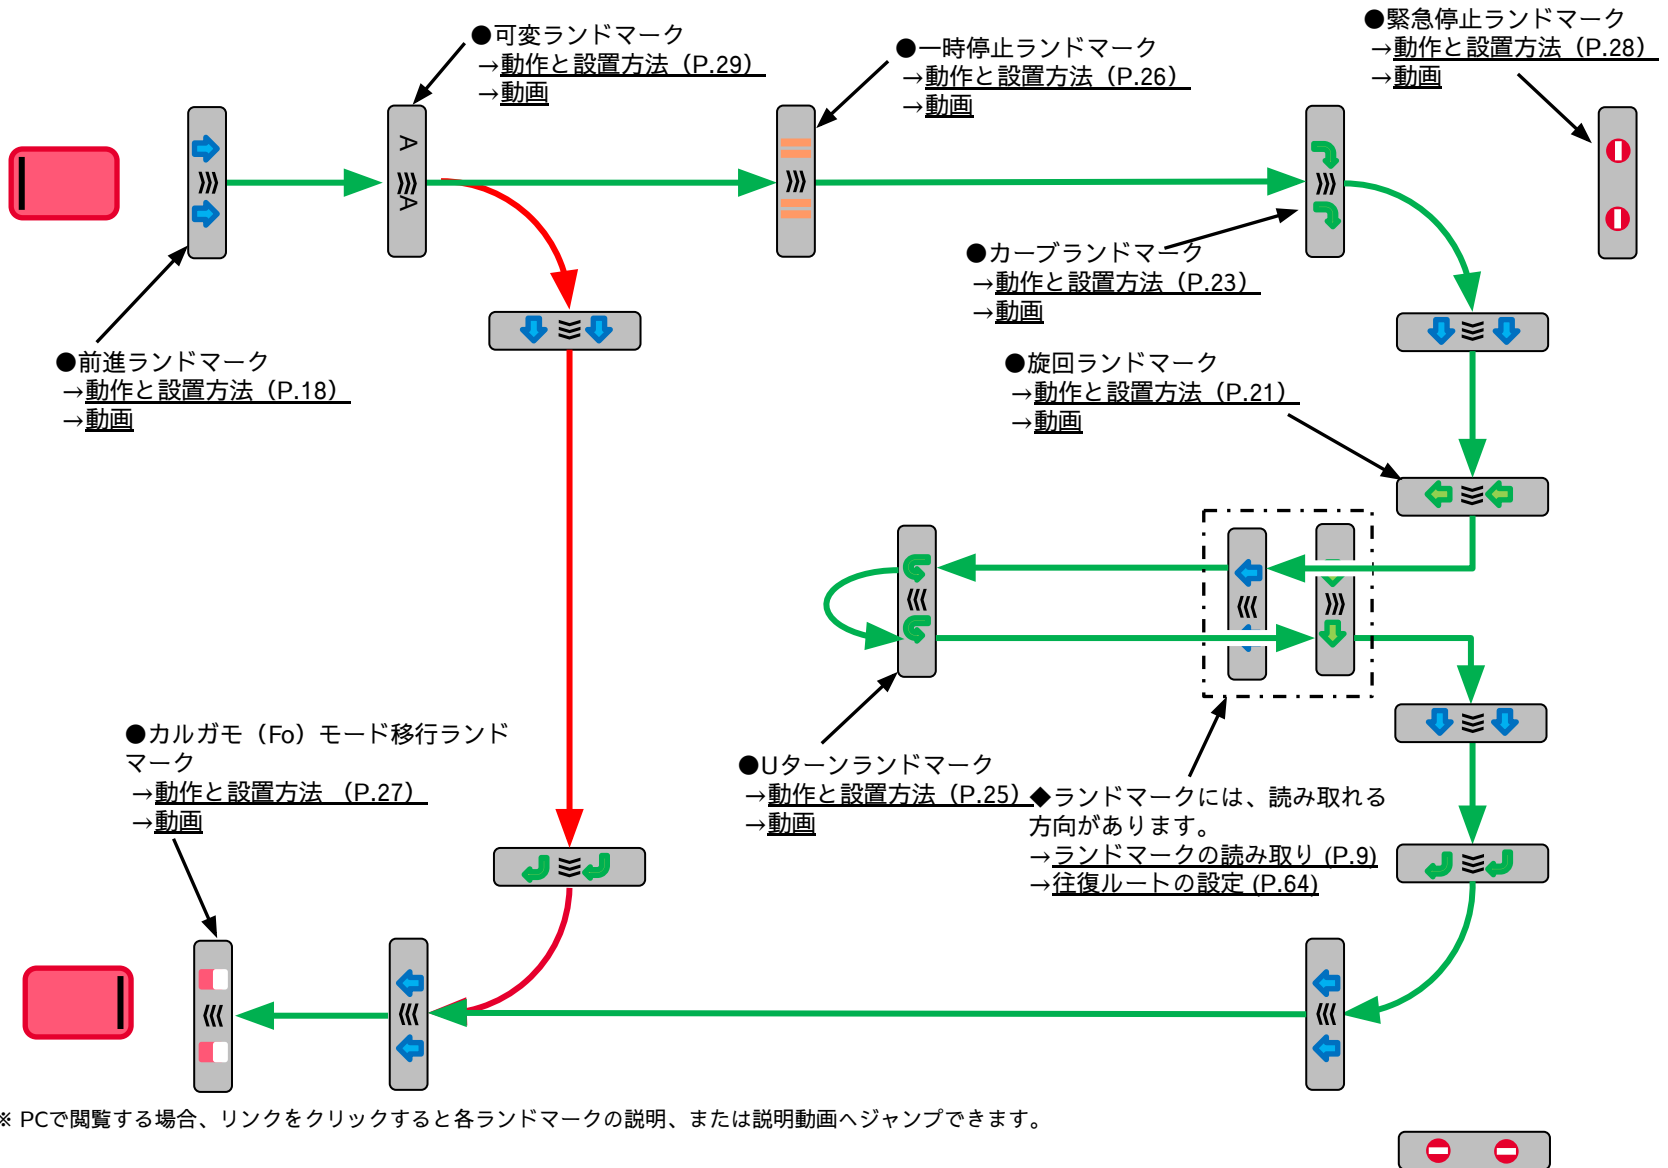 ●可変ランドマーク
→動作と設置方法（P.29）
→動画
●一時停止ランドマーク
→動作と設置方法（P.26）
→動画
●緊急停止ランドマーク
→動作と設置方法（P.28）
→動画
A
A
●カーブランドマーク
→動作と設置方法（P.23）
→動画
●前進ランドマーク
→動作と設置方法（P.18）
→動画
●旋回ランドマーク
→動作と設置方法（P.21）
→動画
●カルガモ（Fo）モード移行ランド
マーク
→動作と設置方法 （P.27）
→動画
●Uターンランドマーク
→動作と設置方法（P.25）
→動画
◆ランドマークには、読み取れる
方向があります。
→ランドマークの読み取り (P.9)
→往復ルートの設定 (P.64)
※ PCで閲覧する場合、リンクをクリックすると各ランドマークの説明、または説明動画へジャンプできます。